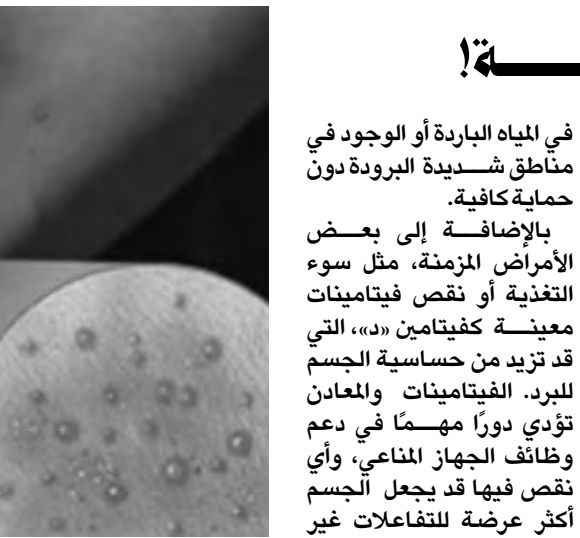 ـــــة!
في المياه الباردة أو الوجود في
مناطق شـــديدة البرودة دون
حماية كافية.
بالإضافـــة إلى بعـــض
الأمراض المزمنة، مثل سوء
التغذية أو نقص فيتامينات
معينـــة كفيتامين «د»، التي
قد تزيد من حساسية الجسم
للبرد. الفيتامينات والمعادن
تؤدي دورًا مهـــمًا في دعم
وظائف الجهاز المناعي، وأي
نقص فيها قد يجعل الجسم
أكثر عرضة للتفاعلات غير